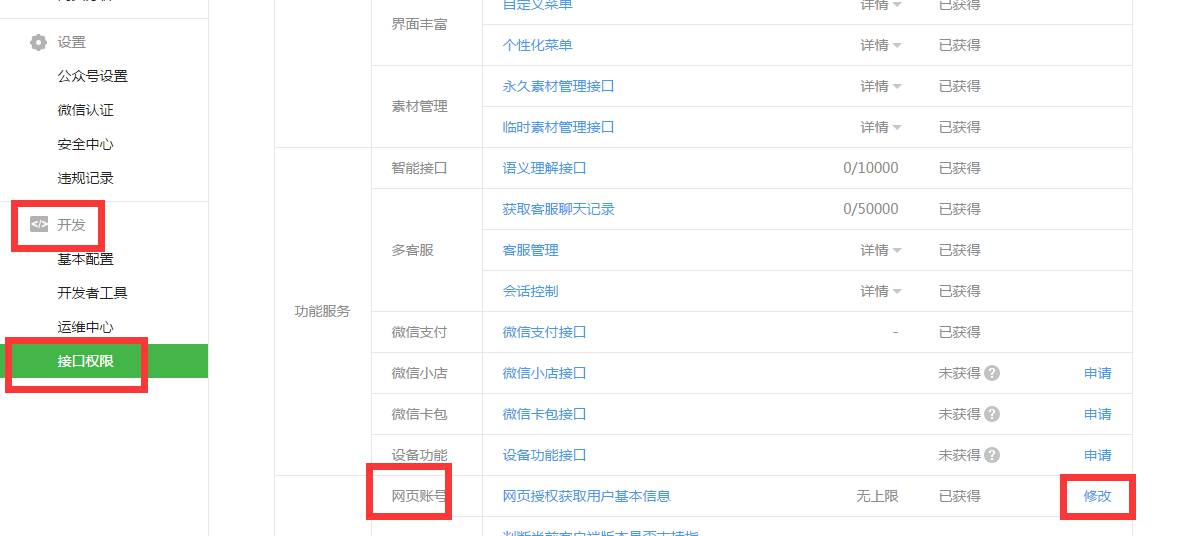 设置
公众号设置
微信认证
安全中心
违规记录
开发
基本配置
开发者工具
运维中心
接口权限
界面丰富
自定义菜单 详情 已获得
个性化菜单 详情 已获得
素材管理
永久素材管理接口 详情 已获得
临时素材管理接口 详情 已获得
功能服务
智能接口 语义理解接口 0/10000 已获得
多客服
获取客服聊天记录 0/50000 已获得
客服管理 详情 已获得
会话控制 详情 已获得
微信支付 微信支付接口 - 已获得
微信小店 微信小店接口 未获得 ? 申请
微信卡包 微信卡包接口 未获得 ? 申请
设备功能 设备功能接口 未获得 ? 申请
网页账号 网页授权获取用户基本信息 无上限 已获得 修改